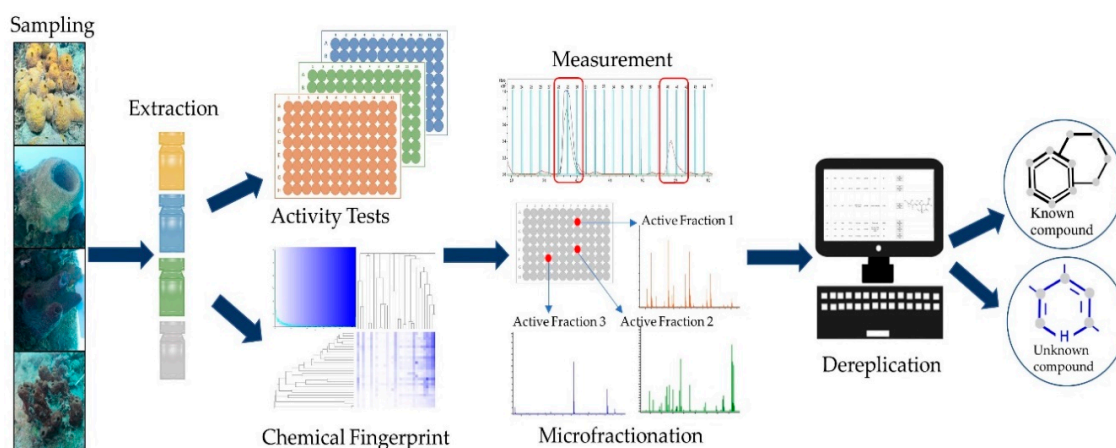 Sampling
Extraction
Activity Tests
Chemical Fingerprint
Measurement
Active Fraction 1
Active Fraction 3
Active Fraction 2
Microfractionation
Dereplication
Known
compound
H
Unknown
compound